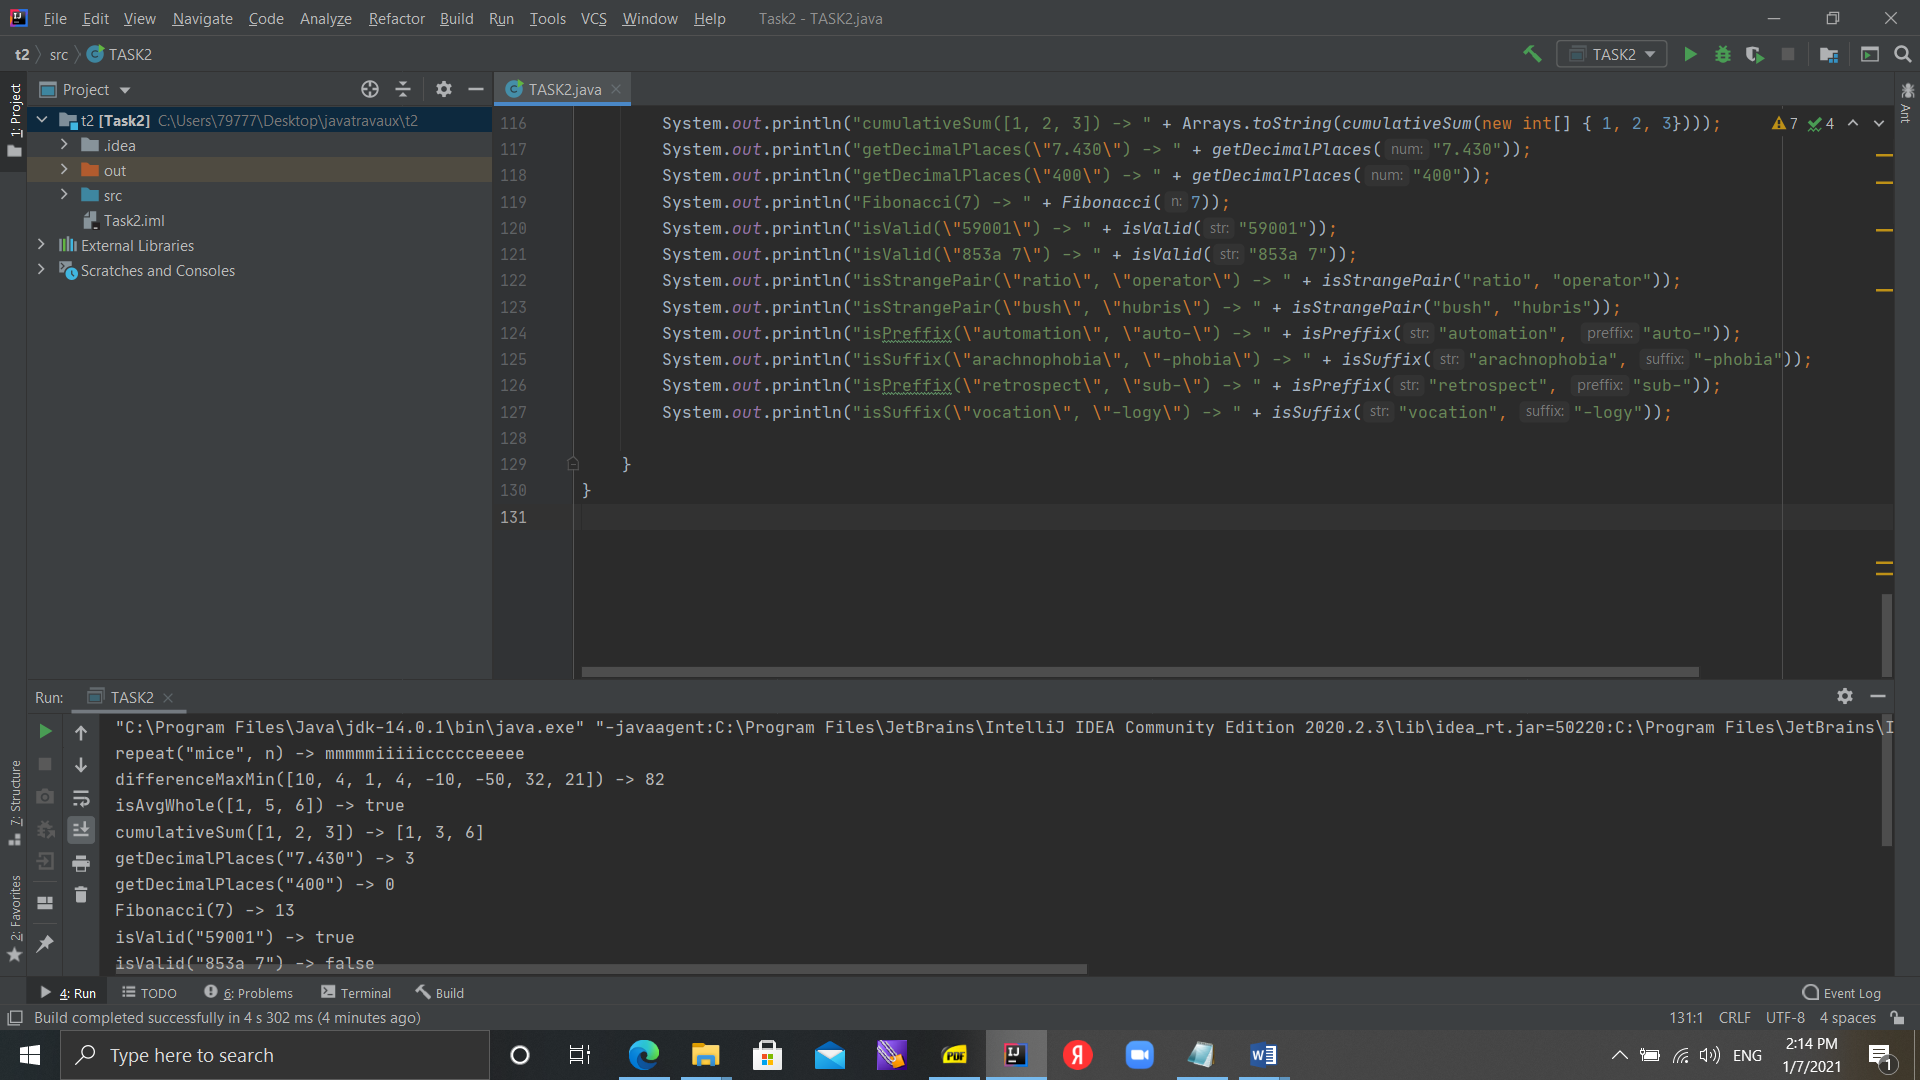 File Edit View Navigate Code Analyze Refactor Build Run Tools VCS Window Help Task2 - TASK2.java
t2 src TASK2
TASK2
1: Project
Project
t2 [Task2] C:\Users\79777\Desktop\javatravaux\t2
.idea
out
src
Task2.iml
External Libraries
Scratches and Consoles
TASK2.java
Ant
7 4
116 System.out.println("cumulativeSum([1, 2, 3]) -> " + Arrays.toString(cumulativeSum(new int[] { 1, 2, 3})));
117 System.out.println("getDecimalPlaces(\"7.430\") -> " + getDecimalPlaces( num: "7.430"));
118 System.out.println("getDecimalPlaces(\"400\") -> " + getDecimalPlaces( num: "400"));
119 System.out.println("Fibonacci(7) -> " + Fibonacci( n: 7));
120 System.out.println("isValid(\"59001\") -> " + isValid( str: "59001"));
121 System.out.println("isValid(\"853a 7\") -> " + isValid( str: "853a 7"));
122 System.out.println("isStrangePair(\"ratio\", \"operator\") -> " + isStrangePair("ratio", "operator"));
123 System.out.println("isStrangePair(\"bush\", \"hubris\") -> " + isStrangePair("bush", "hubris"));
124 System.out.println("isPreffix(\"automation\", \"auto-\") -> " + isPreffix( str: "automation", preffix: "auto-"));
125 System.out.println("isSuffix(\"arachnophobia\", \"-phobia\") -> " + isSuffix( str: "arachnophobia", suffix: "-phobia"));
126 System.out.println("isPreffix(\"retrospect\", \"sub-\") -> " + isPreffix( str: "retrospect", preffix: "sub-"));
127 System.out.println("isSuffix(\"vocation\", \"-logy\") -> " + isSuffix( str: "vocation", suffix: "-logy"));
128
129 }
130 }
131
Run: TASK2
"C:\Program Files\Java\jdk-14.0.1\bin\java.exe" "-javaagent:C:\Program Files\JetBrains\IntelliJ IDEA Community Edition 2020.2.3\lib\idea_rt.jar=50220:C:\Program Files\JetBrains\I
repeat("mice", n) -> mmmmmiiiiiccccceeeee
differenceMaxMin([10, 4, 1, 4, -10, -50, 32, 21]) -> 82
isAvgWhole([1, 5, 6]) -> true
cumulativeSum([1, 2, 3]) -> [1, 3, 6]
getDecimalPlaces("7.430") -> 3
getDecimalPlaces("400") -> 0
Fibonacci(7) -> 13
isValid("59001") -> true
isValid("853a 7") -> false
7: Structure
2: Favorites
4: Run TODO 6: Problems Terminal Build Event Log
Build completed successfully in 4 s 302 ms (4 minutes ago) 131:1 CRLF UTF-8 4 spaces
Type here to search
PDF
IJ
Я
W
ENG
2:14 PM
1/7/2021
1